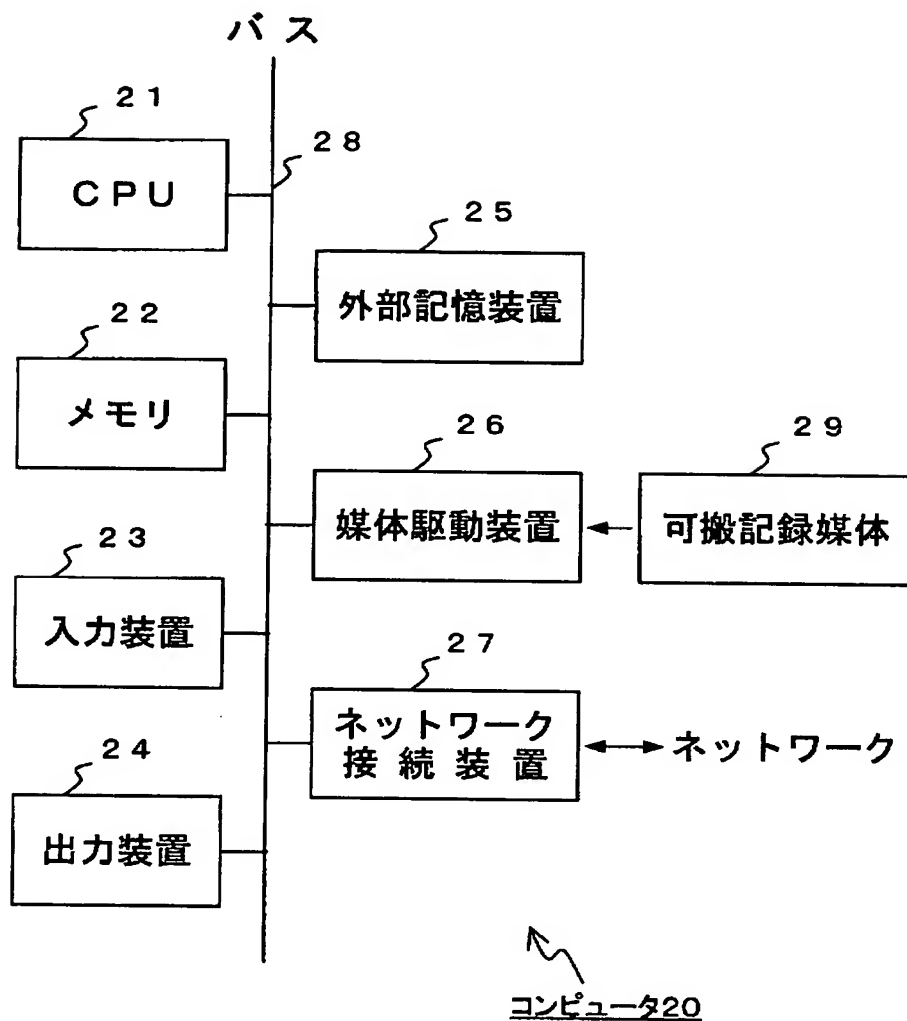 バス
21
28
CPU
25
外部記憶装置
22
メモリ
26
29
媒体駆動装置
可搬記録媒体
23
入力装置
27
ネットワーク
接続装置
ネットワーク
24
出力装置
コンピュータ20